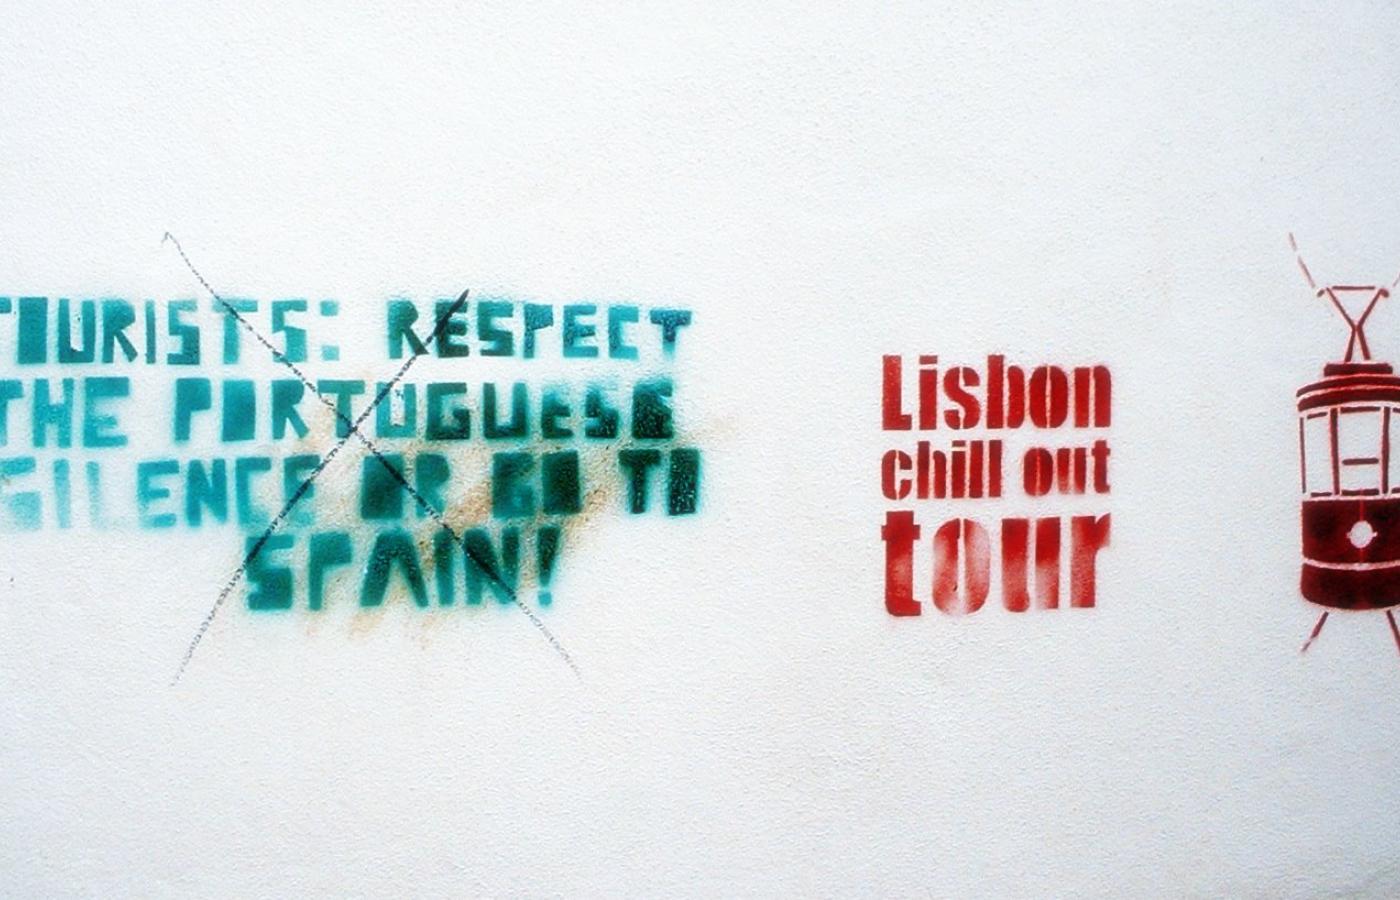 TOURISTS: RESPECT
THE PORTUGUESE
SILENCE OR GO TO
SPAIN!
Lisbon
chill out
tour